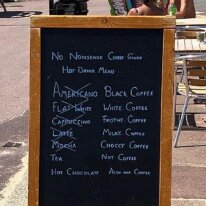 No Nonsense Coffee Guide
Hot Drinx Menu
Americano Black Coffee
Flat White White Coffee
Cappuccino Frothy Coffee
Latte Milky Coffee
Mocha Choccy Coffee
Tea Not Coffee
Hot Chocolate Also not Coffee